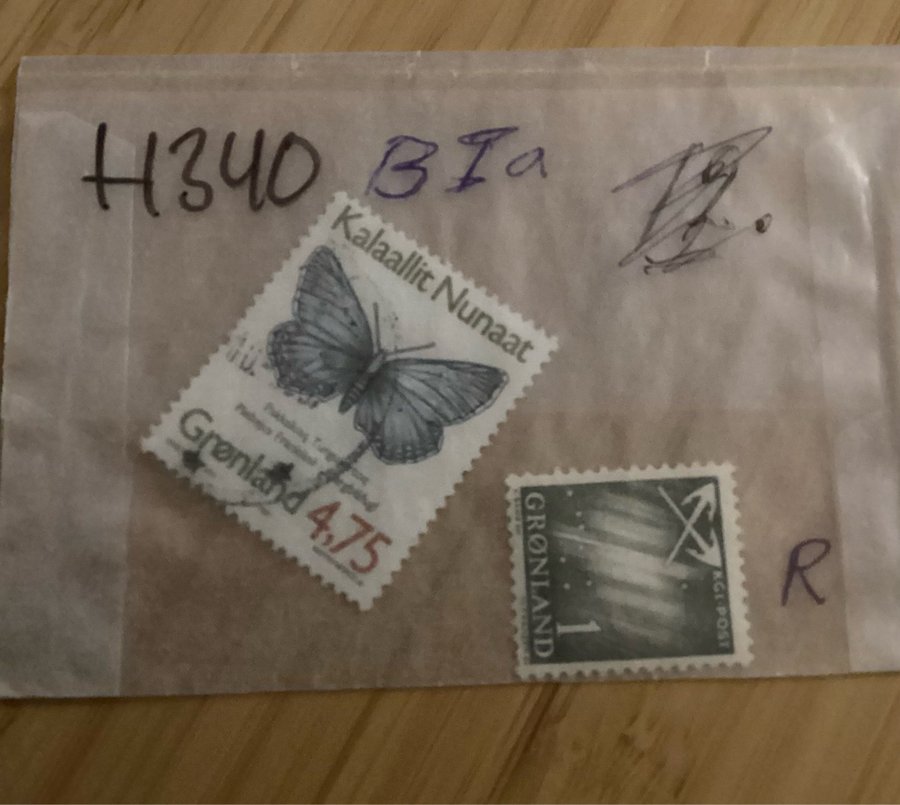 H340 BIa
Kalaallit Nunaat
Grønland
4,75
GRØNLAND
1
KGL POST
R